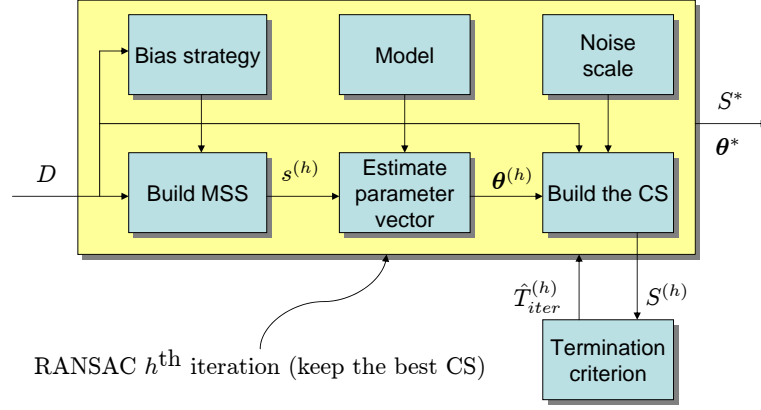 Bias strategy
Model
Noise
scale
S*
θ*
D
Build MSS
s^(h)
Estimate
parameter
vector
θ^(h)
Build the CS
T̂_iter^(h)
S^(h)
RANSAC h^th iteration (keep the best CS)
Termination
criterion